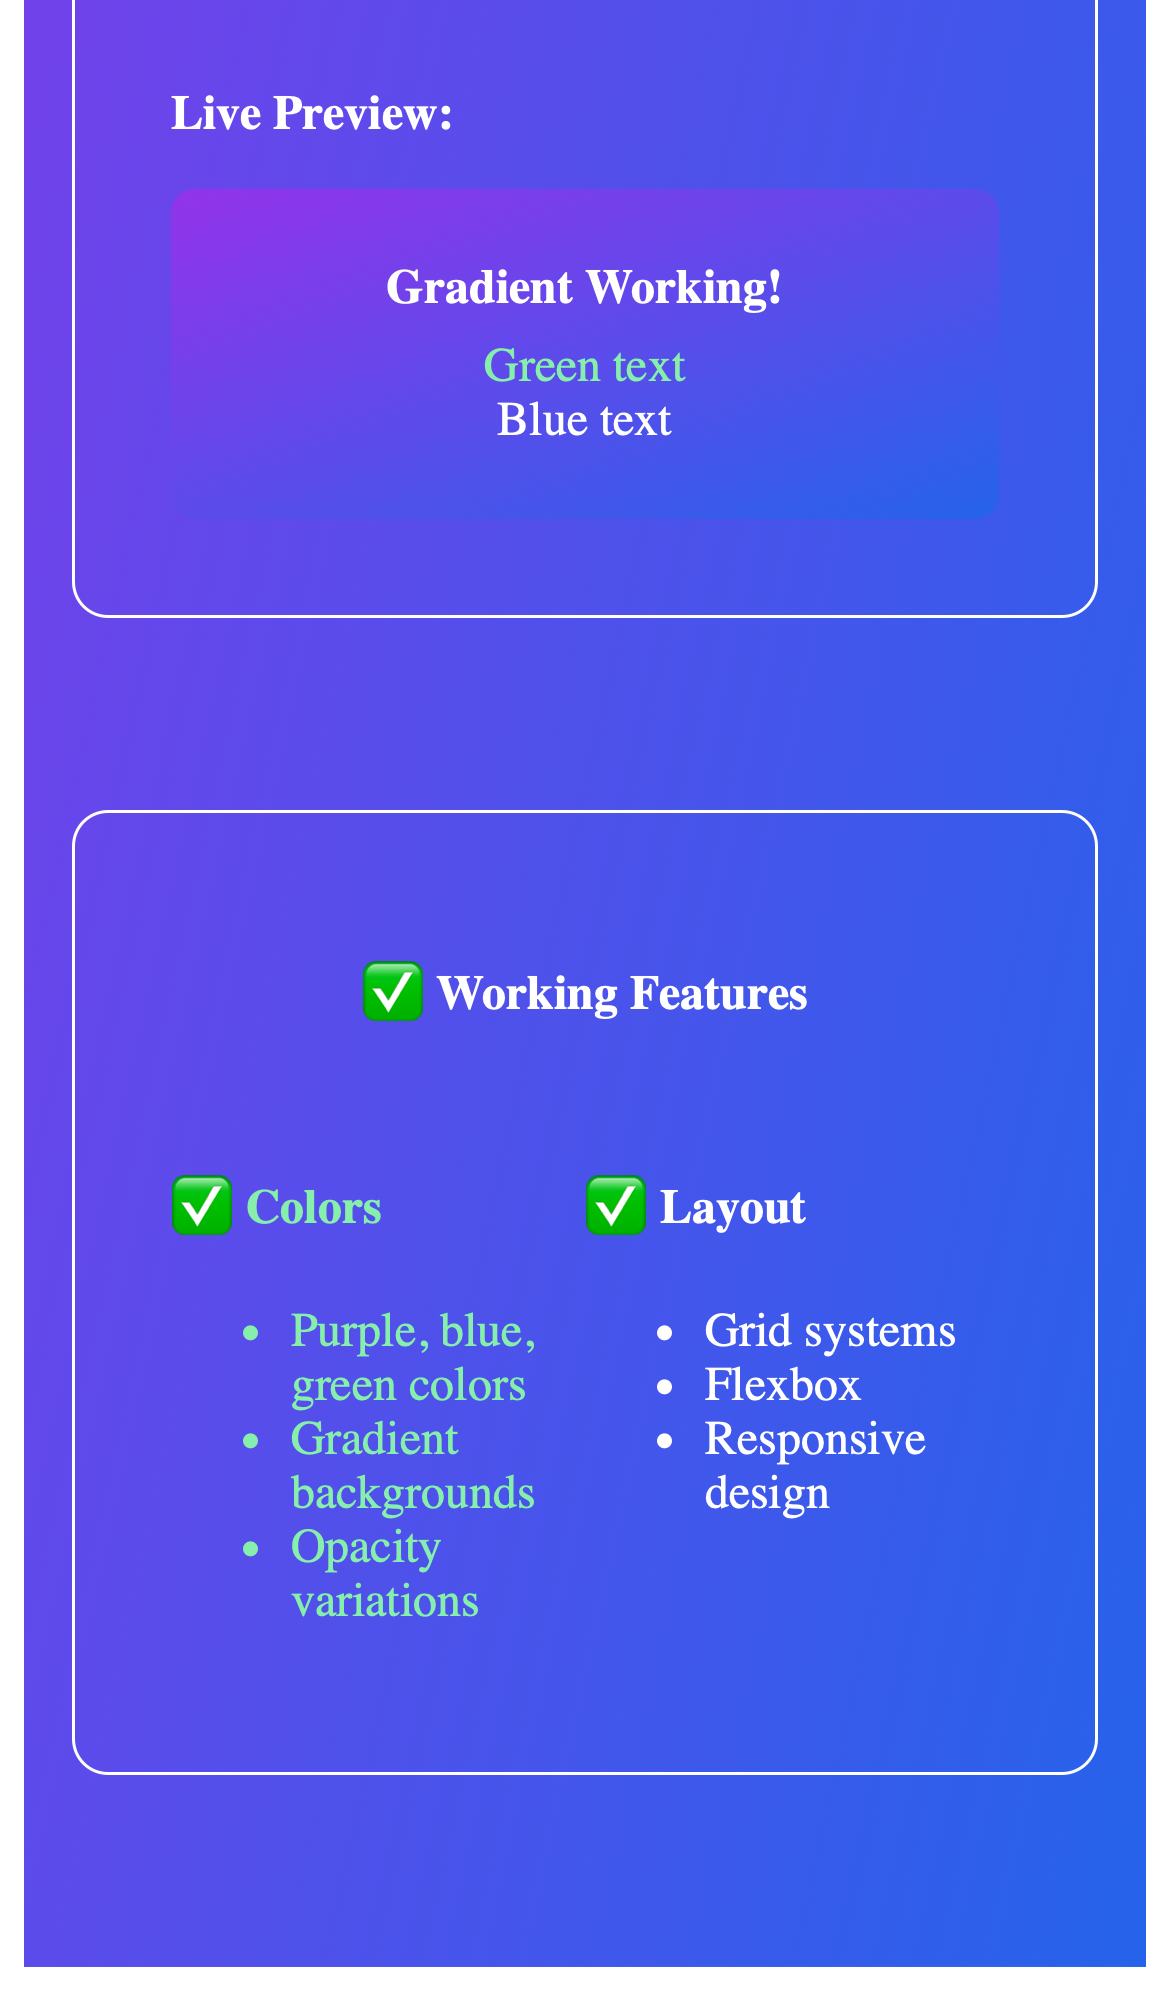 Live Preview:
Gradient Working!
Green text
Blue text
✅ Working Features
✅ Colors
• Purple, blue,
green colors
• Gradient
backgrounds
• Opacity
variations
✅ Layout
• Grid systems
• Flexbox
• Responsive
design